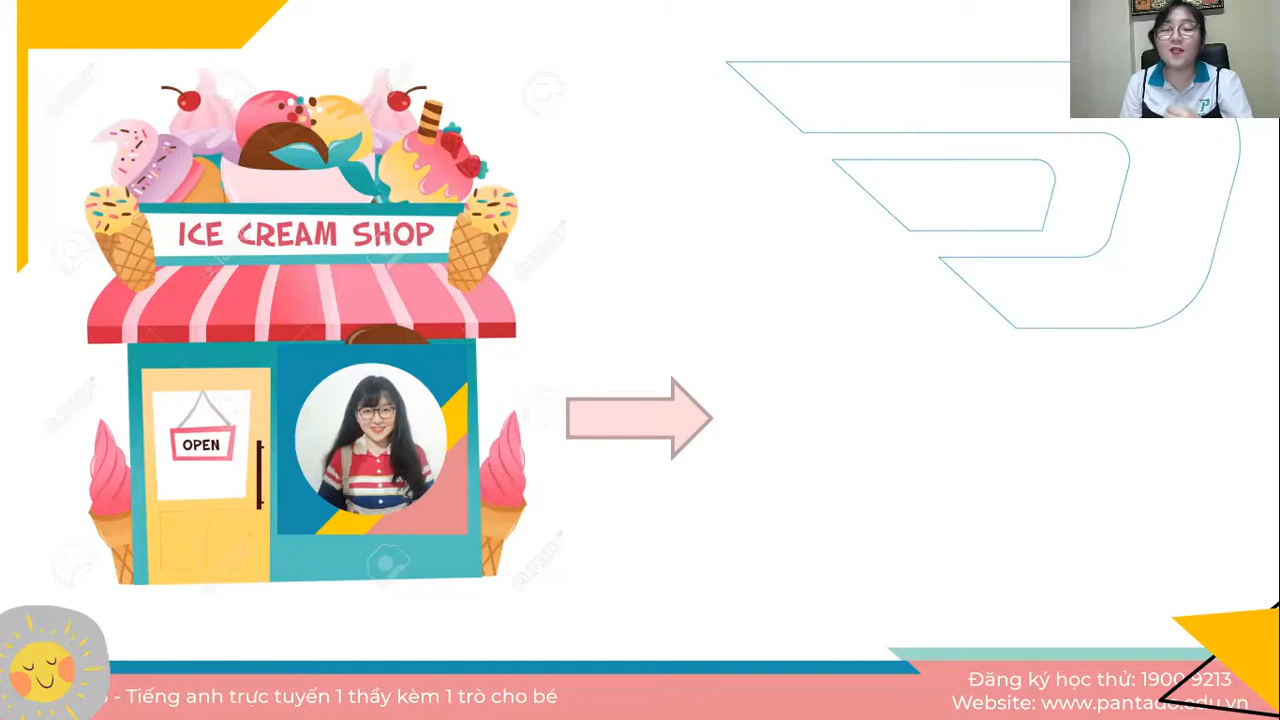 ICE CREAM SHOP
OPEN
- Tiếng anh trực tuyến 1 thầy kèm 1 trò cho bé
Đăng ký học thử: 1900 9213
Website: www.pantado.edu.vn